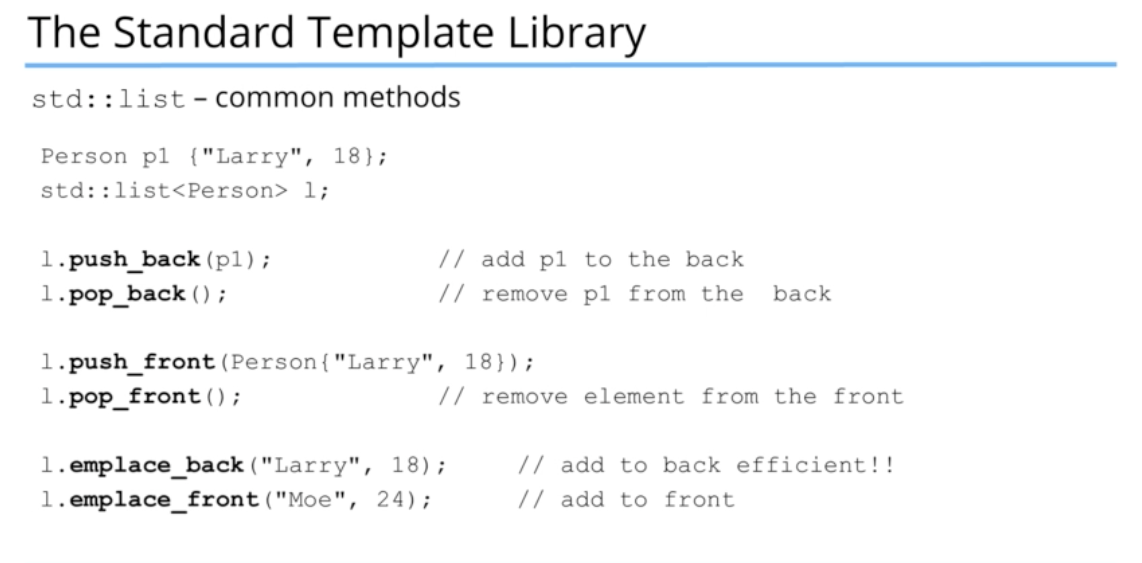 The Standard Template Library
std::list – common methods
Person p1 {"Larry", 18};
std::list<Person> l;
l.push_back(p1); // add p1 to the back
l.pop_back(); // remove p1 from the back
l.push_front(Person{"Larry", 18});
l.pop_front(); // remove element from the front
l.emplace_back("Larry", 18); // add to back efficient!!
l.emplace_front("Moe", 24); // add to front